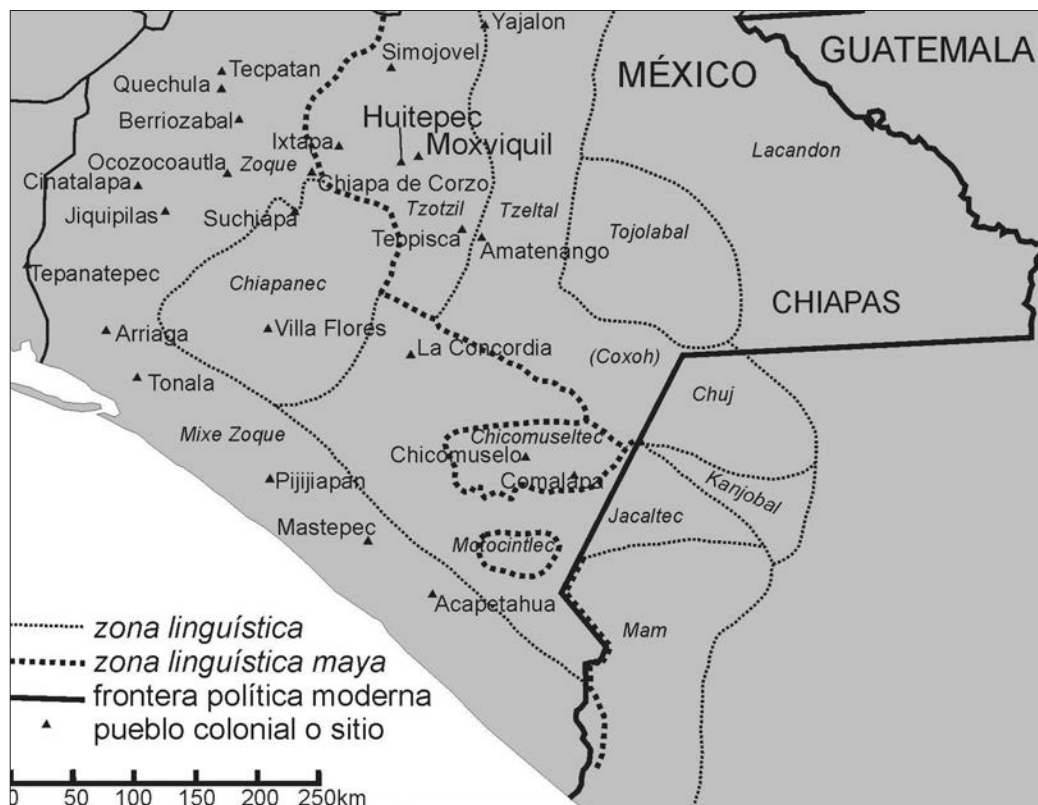 Yajalon
Simojovel
GUATEMALA
MÉXICO
Tecpatan
Quechula
Huitepec
Berriozabal
Ixtapa
Moxviquil
Lacandon
Ocozocoautla
Zoque
Cinatalapa
Chiapa de Corzo
Jiquipilas
Suchiapa
Tzotzil
Tzeltal
Teopisca
Tojolabal
Amatenango
Tepanatepec
Chiapanec
CHIAPAS
Arriaga
Villa Flores
La Concordia
(Coxoh)
Tonala
Chuj
Mixe Zoque
Chicomuseltec
Chicomuselo
Pijijiapan
Comalapa
Kanjobal
Jacaltec
Mastepec
Motocintlec
Acapetahua
Mam
zona linguística
zona linguística maya
frontera política moderna
pueblo colonial o sitio
0 50 100 150 200 250km